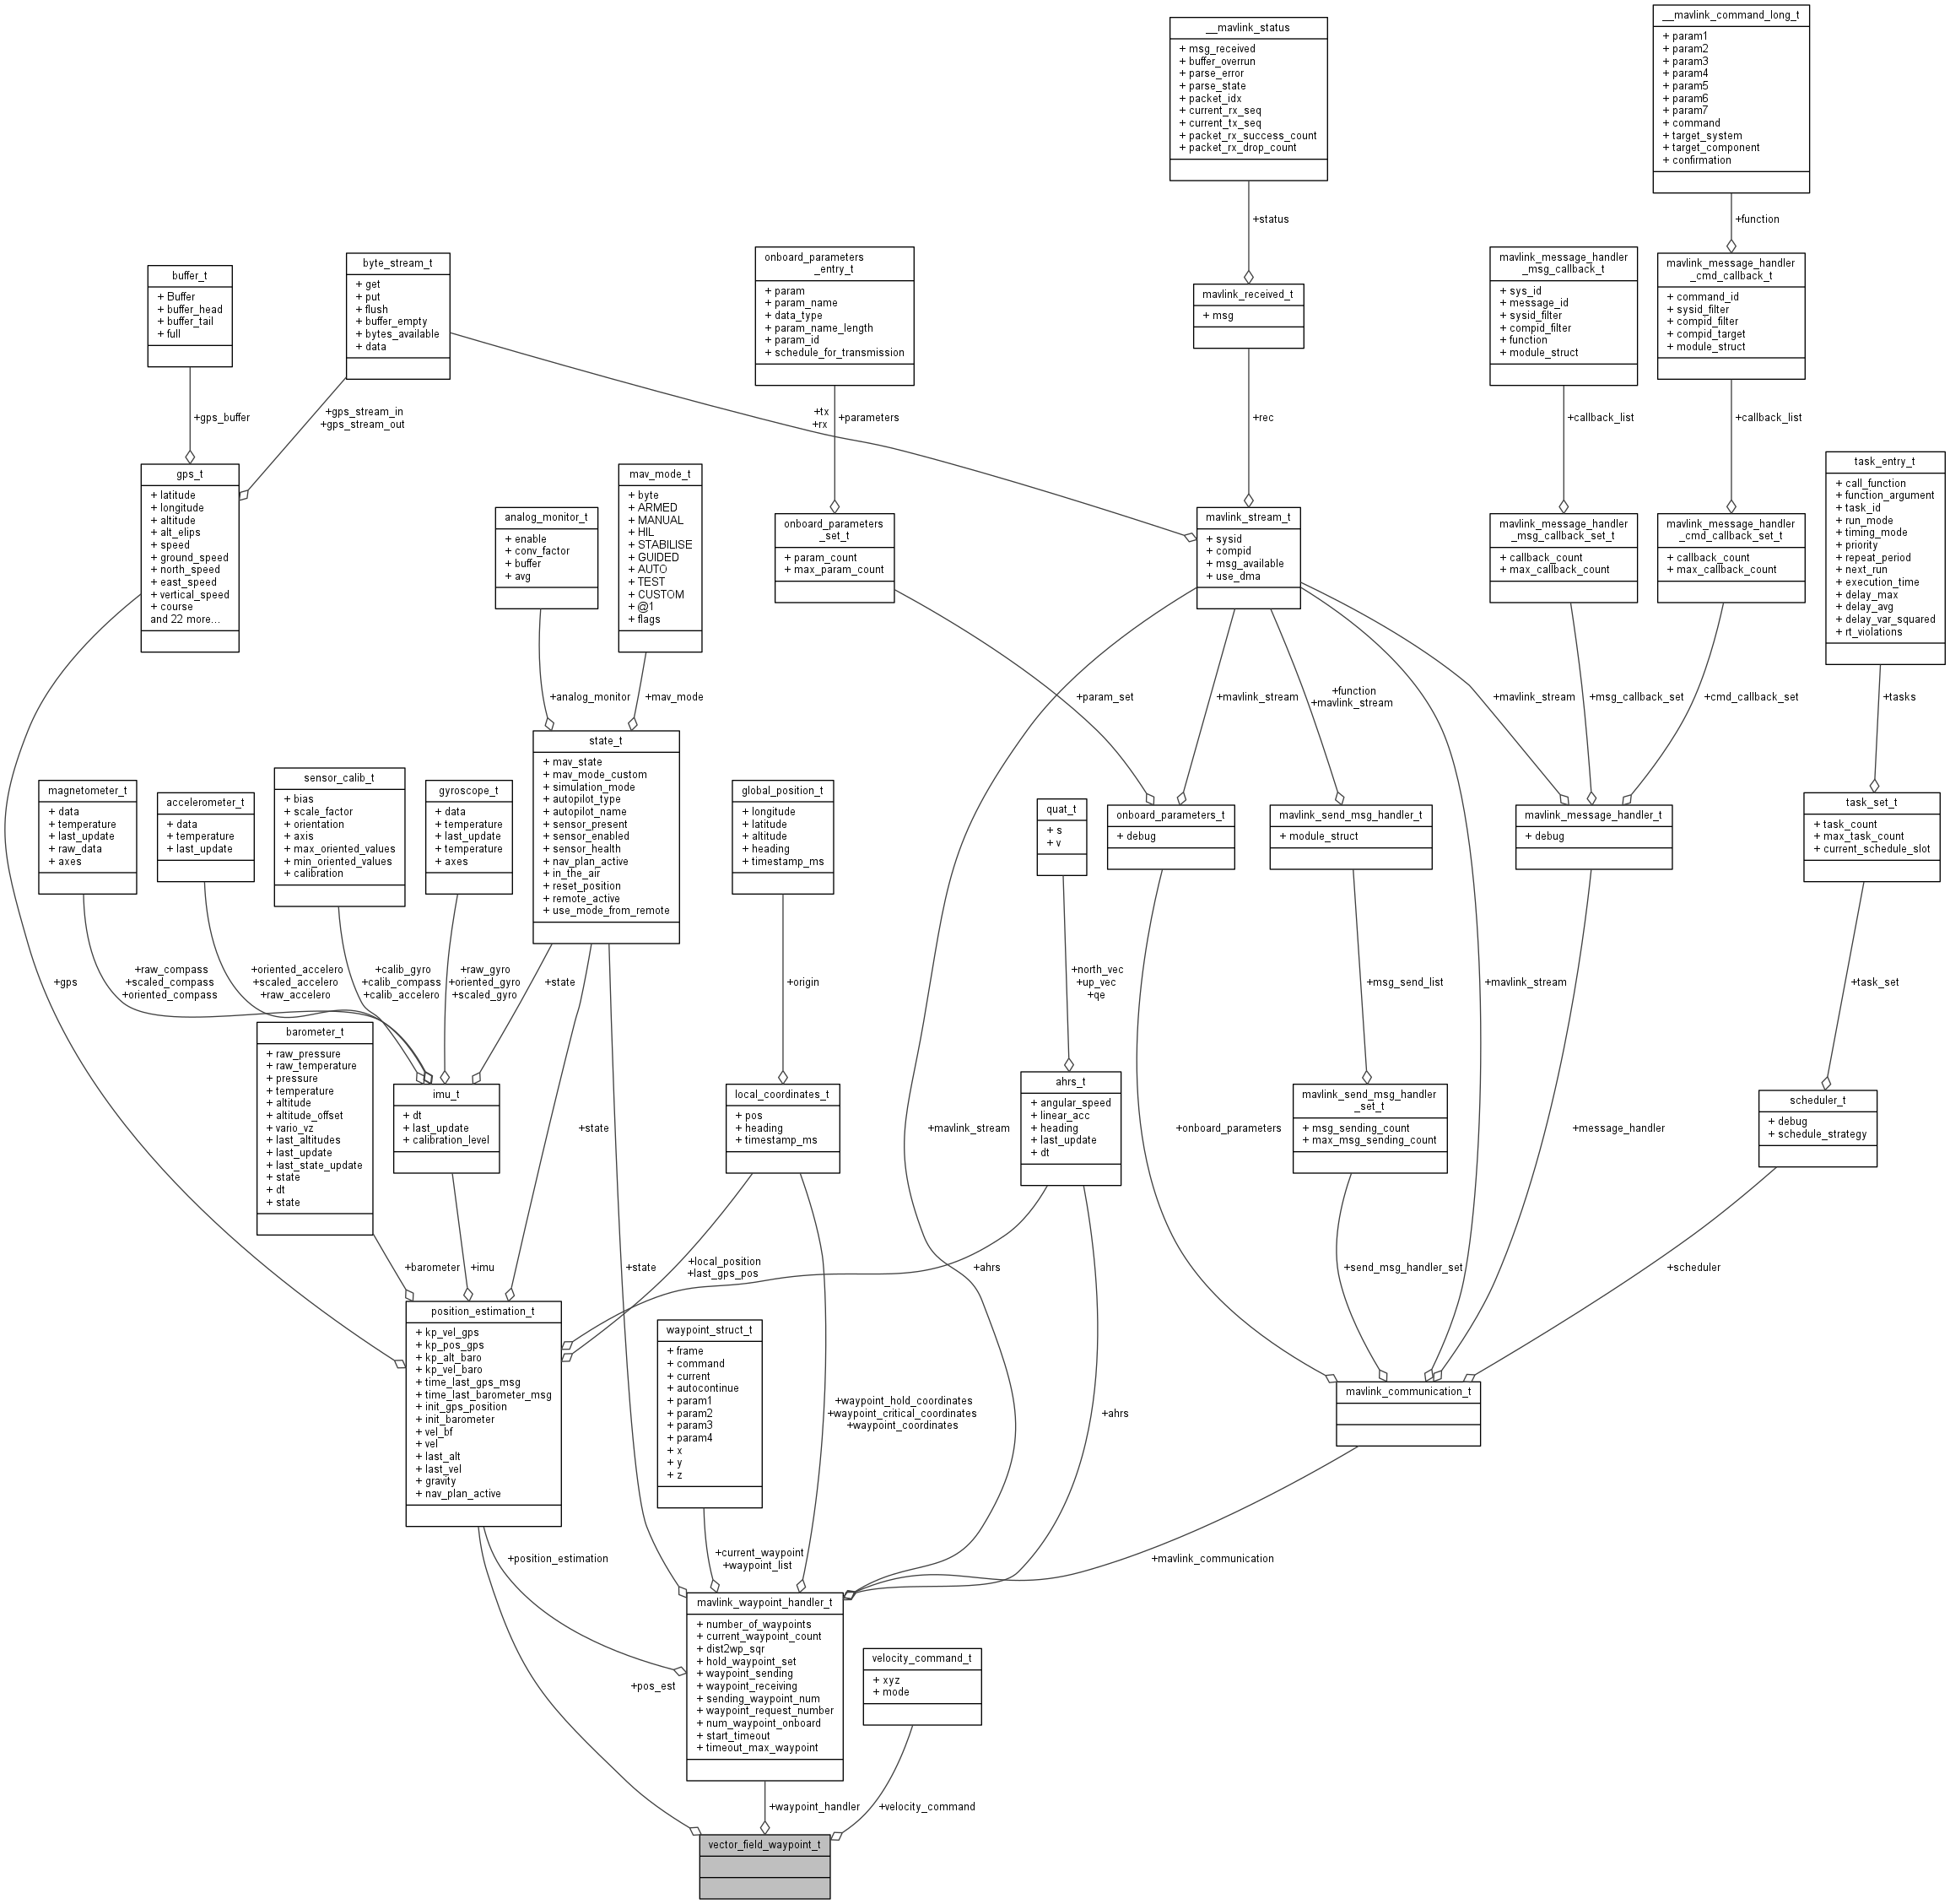 __mavlink_status
+ msg_received
+ buffer_overrun
+ parse_error
+ parse_state
+ packet_idx
+ current_rx_seq
+ current_tx_seq
+ packet_rx_success_count
+ packet_rx_drop_count
__mavlink_command_long_t
+ param1
+ param2
+ param3
+ param4
+ param5
+ param6
+ param7
+ command
+ target_system
+ target_component
+ confirmation
+status
+function
buffer_t
+ Buffer
+ buffer_head
+ buffer_tail
+ full
byte_stream_t
+ get
+ put
+ flush
+ buffer_empty
+ bytes_available
+ data
onboard_parameters
_entry_t
+ param
+ param_name
+ data_type
+ param_name_length
+ param_id
+ schedule_for_transmission
mavlink_received_t
+ msg
mavlink_message_handler
_msg_callback_t
+ sys_id
+ message_id
+ sysid_filter
+ compid_filter
+ function
+ module_struct
mavlink_message_handler
_cmd_callback_t
+ command_id
+ sysid_filter
+ compid_filter
+ compid_target
+ module_struct
+gps_buffer
+gps_stream_in
+gps_stream_out
+tx
+rx
+parameters
+rec
+callback_list
+callback_list
gps_t
+ latitude
+ longitude
+ altitude
+ alt_elips
+ speed
+ ground_speed
+ north_speed
+ east_speed
+ vertical_speed
+ course
and 22 more...
analog_monitor_t
+ enable
+ conv_factor
+ buffer
+ avg
mav_mode_t
+ byte
+ ARMED
+ MANUAL
+ HIL
+ STABILISE
+ GUIDED
+ AUTO
+ TEST
+ CUSTOM
+ @1
+ flags
onboard_parameters
_set_t
+ param_count
+ max_param_count
mavlink_stream_t
+ sysid
+ compid
+ msg_available
+ use_dma
mavlink_message_handler
_msg_callback_set_t
+ callback_count
+ max_callback_count
mavlink_message_handler
_cmd_callback_set_t
+ callback_count
+ max_callback_count
task_entry_t
+ call_function
+ function_argument
+ task_id
+ run_mode
+ timing_mode
+ priority
+ repeat_period
+ next_run
+ execution_time
+ delay_max
+ delay_avg
+ delay_var_squared
+ rt_violations
+analog_monitor
+mav_mode
+param_set
+mavlink_stream
+function
+mavlink_stream
+mavlink_stream
+msg_callback_set
+cmd_callback_set
+tasks
magnetometer_t
+ data
+ temperature
+ last_update
+ raw_data
+ axes
accelerometer_t
+ data
+ temperature
+ last_update
sensor_calib_t
+ bias
+ scale_factor
+ orientation
+ axis
+ max_oriented_values
+ min_oriented_values
+ calibration
gyroscope_t
+ data
+ temperature
+ last_update
+ temperature
+ axes
state_t
+ mav_state
+ mav_mode_custom
+ simulation_mode
+ autopilot_type
+ autopilot_name
+ sensor_present
+ sensor_enabled
+ sensor_health
+ nav_plan_active
+ in_the_air
+ reset_position
+ remote_active
+ use_mode_from_remote
global_position_t
+ longitude
+ latitude
+ altitude
+ heading
+ timestamp_ms
quat_t
+ s
+ v
onboard_parameters_t
+ debug
mavlink_send_msg_handler_t
+ module_struct
mavlink_message_handler_t
+ debug
task_set_t
+ task_count
+ max_task_count
+ current_schedule_slot
+gps
+raw_compass
+scaled_compass
+oriented_compass
+oriented_accelero
+scaled_accelero
+raw_accelero
+calib_gyro
+calib_compass
+calib_accelero
+raw_gyro
+oriented_gyro
+scaled_gyro
+state
+origin
+north_vec
+up_vec
+qe
+msg_send_list
+mavlink_stream
+task_set
barometer_t
+ raw_pressure
+ raw_temperature
+ pressure
+ temperature
+ altitude
+ altitude_offset
+ vario_vz
+ last_altitudes
+ last_update
+ last_state_update
+ state
+ dt
+ state
imu_t
+ dt
+ last_update
+ calibration_level
+state
local_coordinates_t
+ pos
+ heading
+ timestamp_ms
+mavlink_stream
ahrs_t
+ angular_speed
+ linear_acc
+ heading
+ last_update
+ dt
+onboard_parameters
mavlink_send_msg_handler
_set_t
+ msg_sending_count
+ max_msg_sending_count
+message_handler
scheduler_t
+ debug
+ schedule_strategy
+barometer
+imu
+state
+local_position
+last_gps_pos
+ahrs
+send_msg_handler_set
+scheduler
position_estimation_t
+ kp_vel_gps
+ kp_pos_gps
+ kp_alt_baro
+ kp_vel_baro
+ time_last_gps_msg
+ time_last_barometer_msg
+ init_gps_position
+ init_barometer
+ vel_bf
+ vel
+ last_alt
+ last_vel
+ gravity
+ nav_plan_active
waypoint_struct_t
+ frame
+ command
+ current
+ autocontinue
+ param1
+ param2
+ param3
+ param4
+ x
+ y
+ z
+waypoint_hold_coordinates
+waypoint_critical_coordinates
+waypoint_coordinates
+ahrs
mavlink_communication_t
+position_estimation
+current_waypoint
+waypoint_list
+mavlink_communication
mavlink_waypoint_handler_t
+ number_of_waypoints
+ current_waypoint_count
+ dist2wp_sqr
+ hold_waypoint_set
+ waypoint_sending
+ waypoint_receiving
+ sending_waypoint_num
+ waypoint_request_number
+ num_waypoint_onboard
+ start_timeout
+ timeout_max_waypoint
+pos_est
velocity_command_t
+ xyz
+ mode
+waypoint_handler
+velocity_command
vector_field_waypoint_t